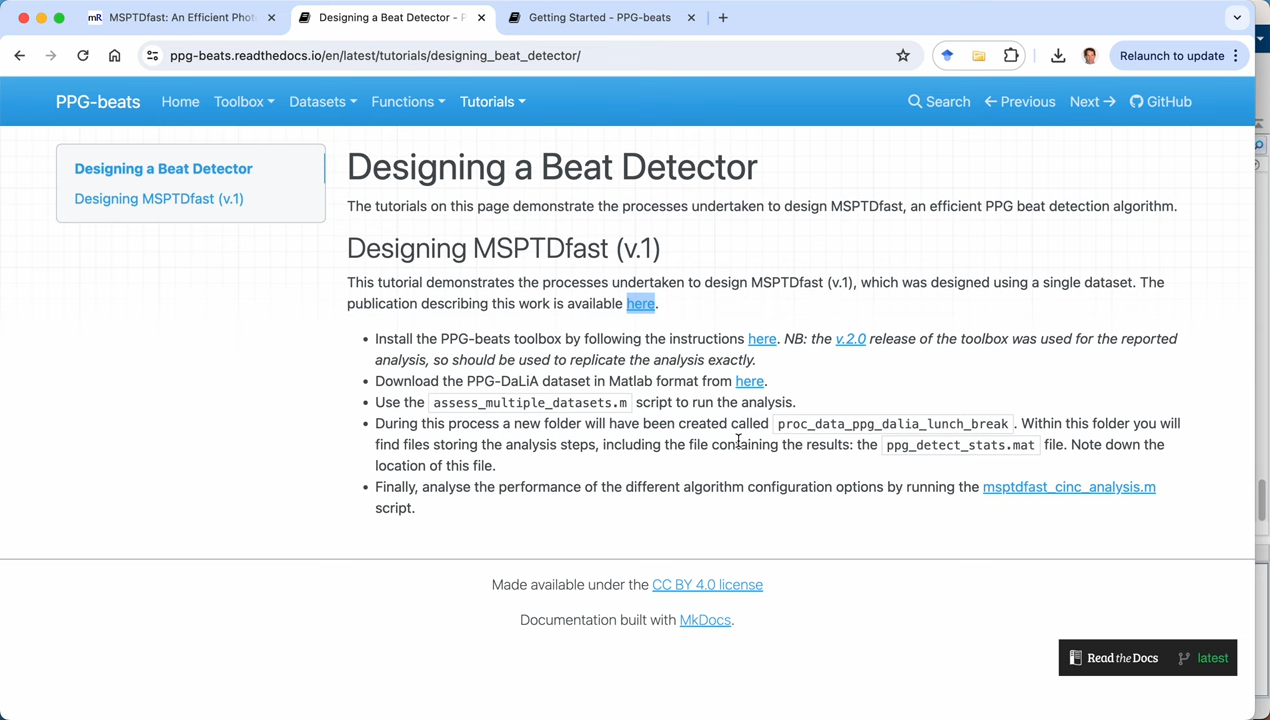 MSPTDfast: An Efficient Phot
Designing a Beat Detector - P
Getting Started - PPG-beats
ppg-beats.readthedocs.io/en/latest/tutorials/designing_beat_detector/
Relaunch to update
PPG-beats Home Toolbox Datasets Functions Tutorials Search Previous Next GitHub
Designing a Beat Detector
Designing MSPTDfast (v.1)
Designing a Beat Detector
The tutorials on this page demonstrate the processes undertaken to design MSPTDfast, an efficient PPG beat detection algorithm.
Designing MSPTDfast (v.1)
This tutorial demonstrates the processes undertaken to design MSPTDfast (v.1), which was designed using a single dataset. The
publication describing this work is available here.
• Install the PPG-beats toolbox by following the instructions here. NB: the v.2.0 release of the toolbox was used for the reported
analysis, so should be used to replicate the analysis exactly.
• Download the PPG-DaLiA dataset in Matlab format from here.
• Use the assess_multiple_datasets.m script to run the analysis.
• During this process a new folder will have been created called proc_data_ppg_dalia_lunch_break. Within this folder you will
find files storing the analysis steps, including the file containing the results: the ppg_detect_stats.mat file. Note down the
location of this file.
• Finally, analyse the performance of the different algorithm configuration options by running the msptdfast_cinc_analysis.m
script.
Made available under the CC BY 4.0 license
Documentation built with MkDocs.
Read the Docs latest